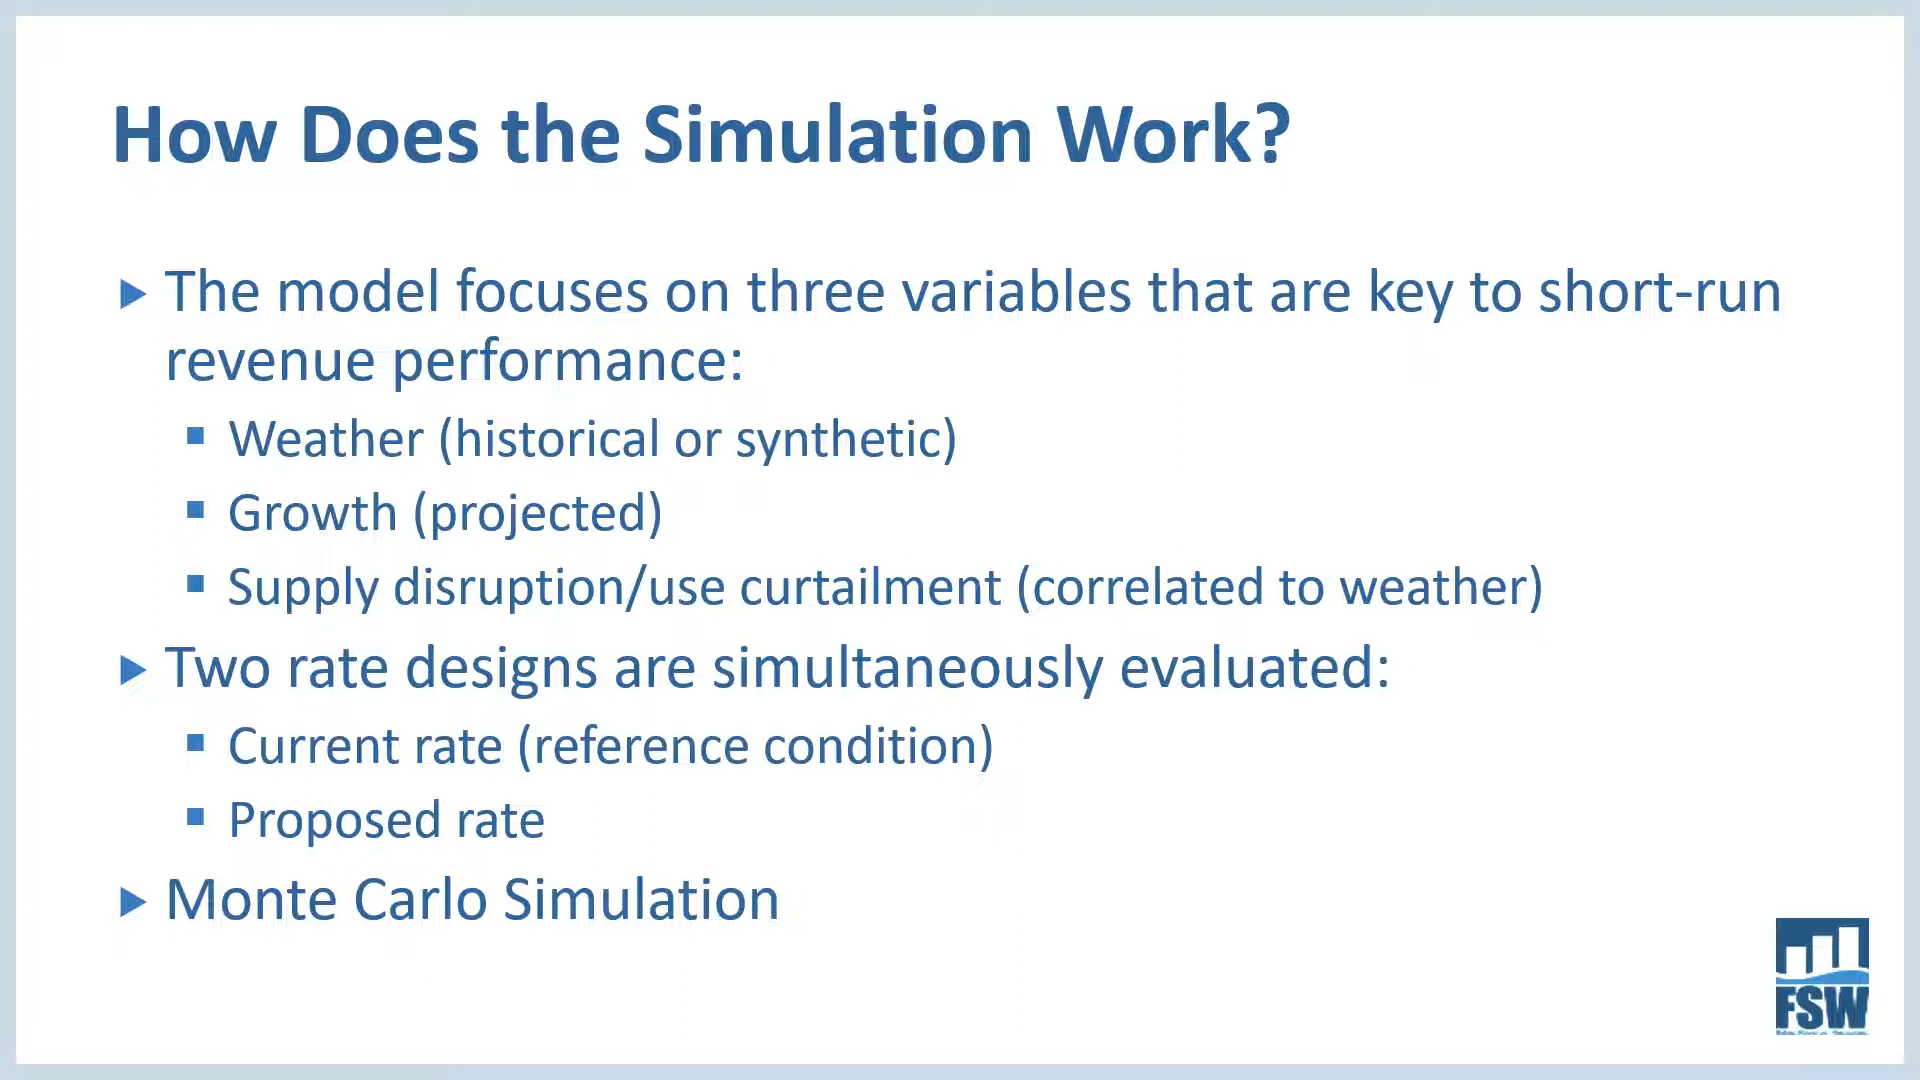 How Does the Simulation Work?
The model focuses on three variables that are key to short-run
revenue performance:
Weather (historical or synthetic)
Growth (projected)
Supply disruption/use curtailment (correlated to weather)
Two rate designs are simultaneously evaluated:
Current rate (reference condition)
Proposed rate
Monte Carlo Simulation
FSW